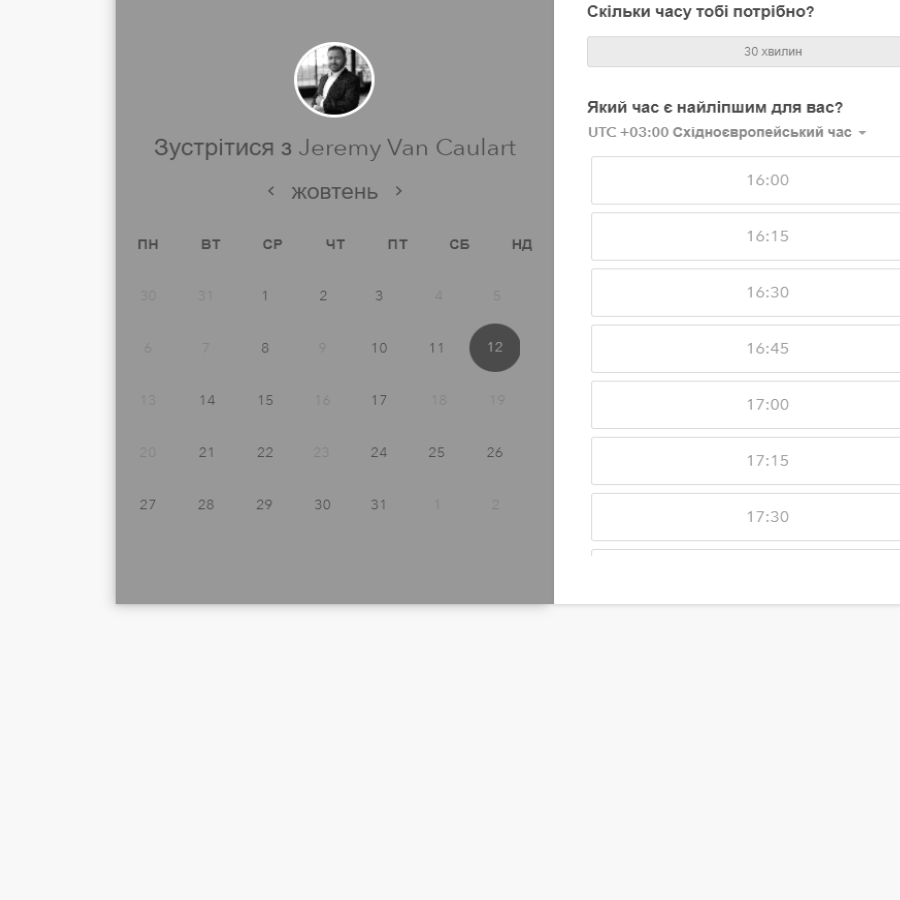 Зустрітися з Jeremy Van Caulart
жовтень
ПН ВТ СР ЧТ ПТ СБ НД
30 31 1 2 3 4 5
6 7 8 9 10 11 12
13 14 15 16 17 18 19
20 21 22 23 24 25 26
27 28 29 30 31 1 2
Скільки часу тобі потрібно?
30 хвилин
Який час є найліпшим для вас?
UTC +03:00 Східноєвропейський час
16:00
16:15
16:30
16:45
17:00
17:15
17:30